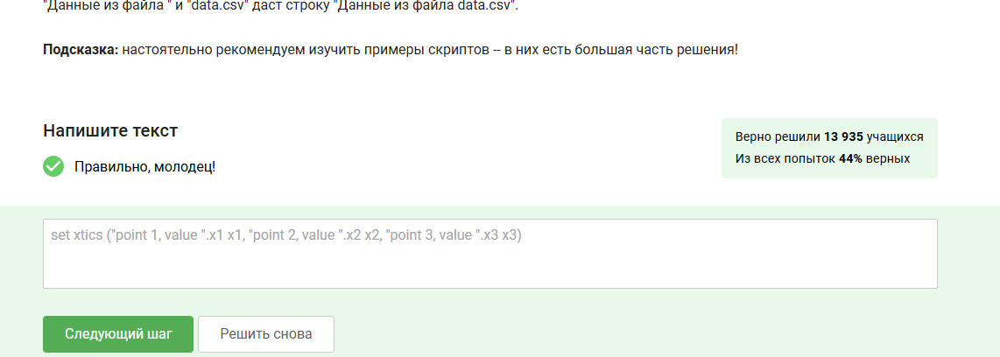 "Данные из файла " и "data.csv" даст строку "Данные из файла data.csv".
Подсказка: настоятельно рекомендуем изучить примеры скриптов -- в них есть большая часть решения!
Напишите текст
Верно решили 13 935 учащихся
Из всех попыток 44% верных
Правильно, молодец!
set xtics ("point 1, value ".x1 x1, "point 2, value ".x2 x2, "point 3, value ".x3 x3)
Следующий шаг
Решить снова